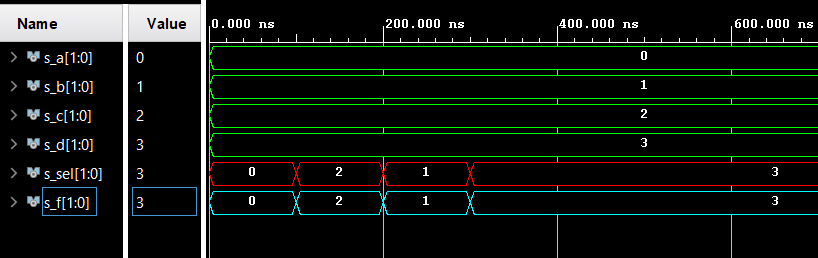 Name Value 0.000 ns 200.000 ns 400.000 ns 600.000 ns
s_a[1:0] 0 0
s_b[1:0] 1 1
s_c[1:0] 2 2
s_d[1:0] 3 3
s_sel[1:0] 3 0 2 1 3
s_f[1:0] 3 0 2 1 3